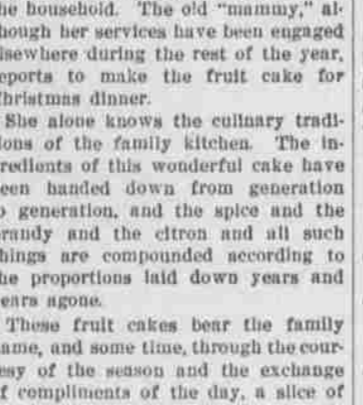 he household. The old "mammy," al-
hough her services have been engaged
lsewhere during the rest of the year,
eports to make the fruit cake for
hristmas dinner.
She alone knows the culinary tradi-
ions of the family kitchen. The in-
redients of this wonderful cake have
een handed down from generation
o generation, and the spice and the
randy and the citron and all such
hings are compounded according to
he proportions laid down years and
ears agone.
These fruit cakes bear the family
ame, and some time, through the cour-
esy of the season and the exchange
f compliments of the day, a slice of